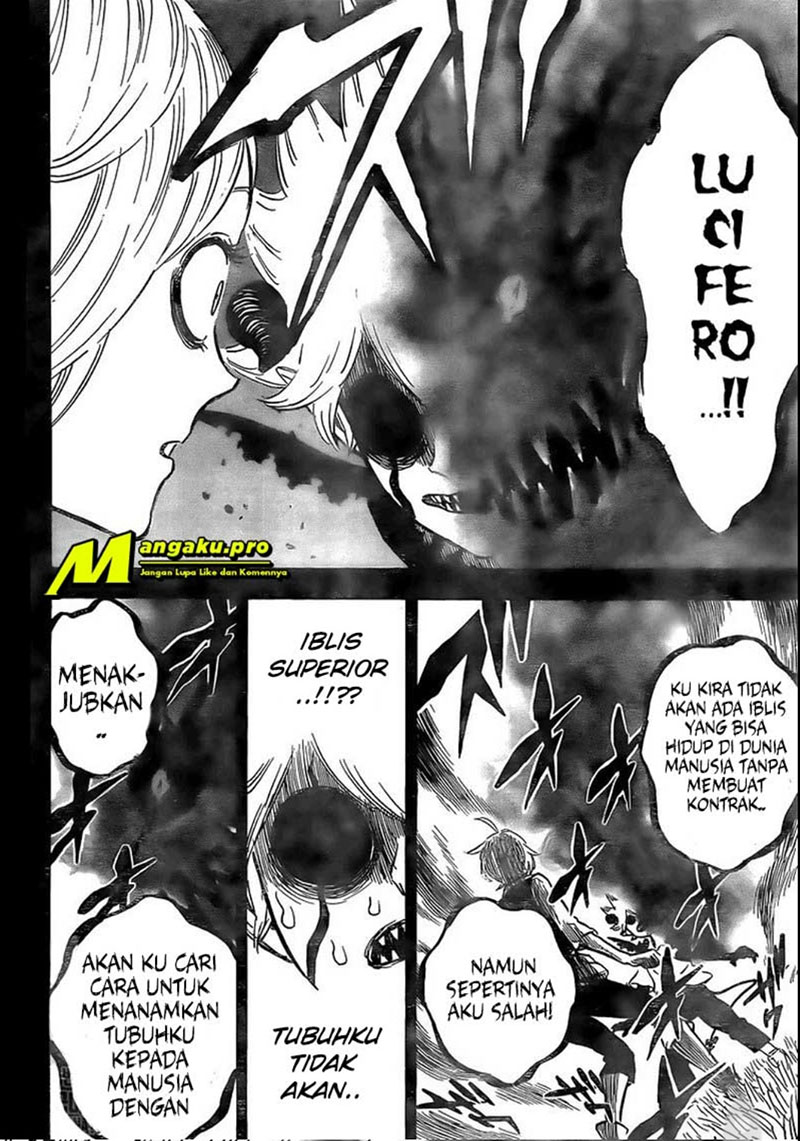 LU
CI
FE
RO
...!!
Mangaku.pro
Jangan Lupa Like dan Komennya
KU KIRA TIDAK
AKAN ADA IBLIS
YANG BISA
HIDUP DI DUNIA
MANUSIA TANPA
MEMBUAT
KONTRAK..
NAMUN
SEPERTINYA
AKU SALAH!
IBLIS
SUPERIOR
..!!??
TUBUHKU
TIDAK
AKAN..
MENAK-
JUBKAN
..
AKAN KU CARI
CARA UNTUK
MENANAMKAN
TUBUHKU
KEPADA
MANUSIA
DENGAN